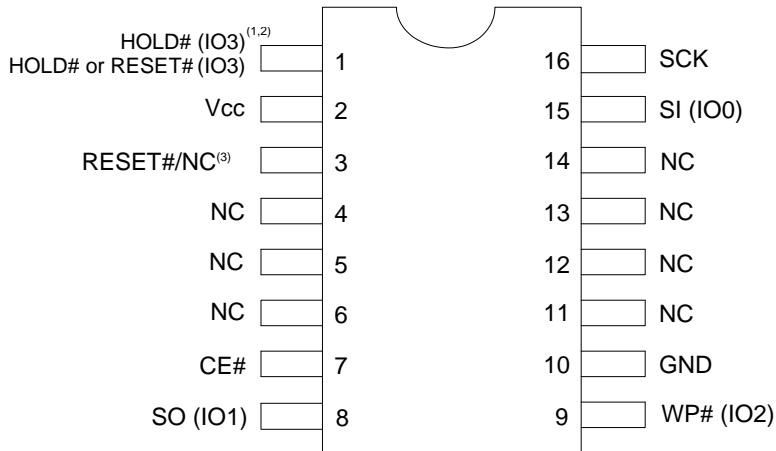 HOLD# (IO3)(1,2)
HOLD# or RESET# (IO3) 1 16 SCK
Vcc 2 15 SI (IO0)
RESET#/NC(3) 3 14 NC
NC 4 13 NC
NC 5 12 NC
NC 6 11 NC
CE# 7 10 GND
SO (IO1) 8 9 WP# (IO2)